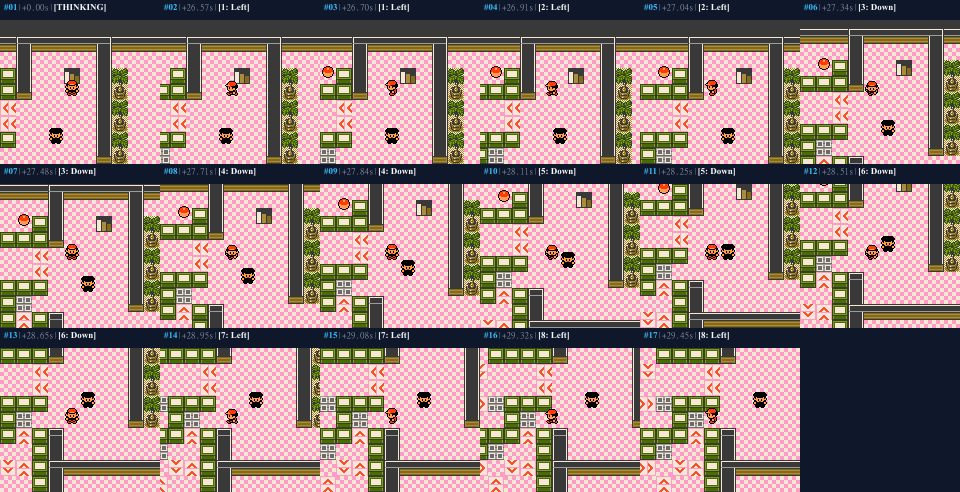 #01|+0.00s|[THINKING]
#02|+26.57s|[1: Left]
#03|+26.70s|[1: Left]
#04|+26.91s|[2: Left]
#05|+27.04s|[2: Left]
#06|+27.34s|[3: Down]
#07|+27.48s|[3: Down]
#08|+27.71s|[4: Down]
#09|+27.84s|[4: Down]
#10|+28.11s|[5: Down]
#11|+28.25s|[5: Down]
#12|+28.51s|[6: Down]
#13|+28.65s|[6: Down]
#14|+28.95s|[7: Left]
#15|+29.08s|[7: Left]
#16|+29.32s|[8: Left]
#17|+29.45s|[8: Left]